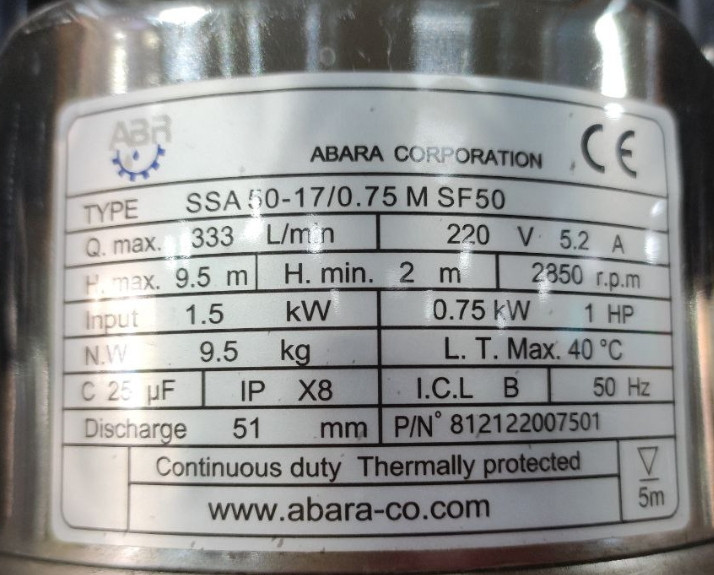 ABR
ABARA CORPORATION CE
TYPE SSA 50-17/0.75 M SF50
Q. max. 333 L/min 220 V 5.2 A
H. max. 9.5 m H. min. 2 m 2850 r.p.m
Input 1.5 kW 0.75 kW 1 HP
N.W 9.5 kg L. T. Max. 40 °C
C 25 µF IP X8 I.C.L B 50 Hz
Discharge 51 mm P/N° 812122007501
Continuous duty Thermally protected
www.abara-co.com
5m